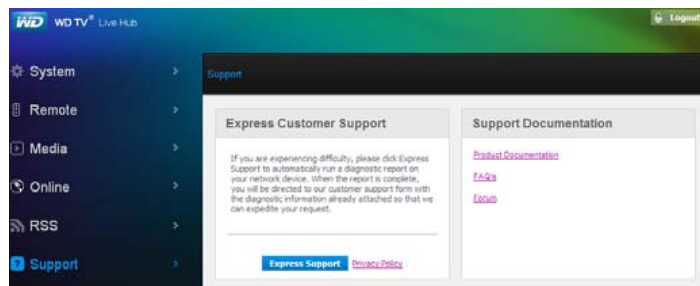 WD WD TV® Live Hub
Logout
System
Remote
Media
Online
RSS
Support
Support
Express Customer Support
If you are experiencing difficulty, please click Express
Support to automatically run a diagnostic report on
your network device. When the report is complete,
you will be directed to our customer support form with
the diagnostic information already attached so that we
can expedite your request.
Express Support Privacy Policy
Support Documentation
Product Documentation
FAQ's
Forum